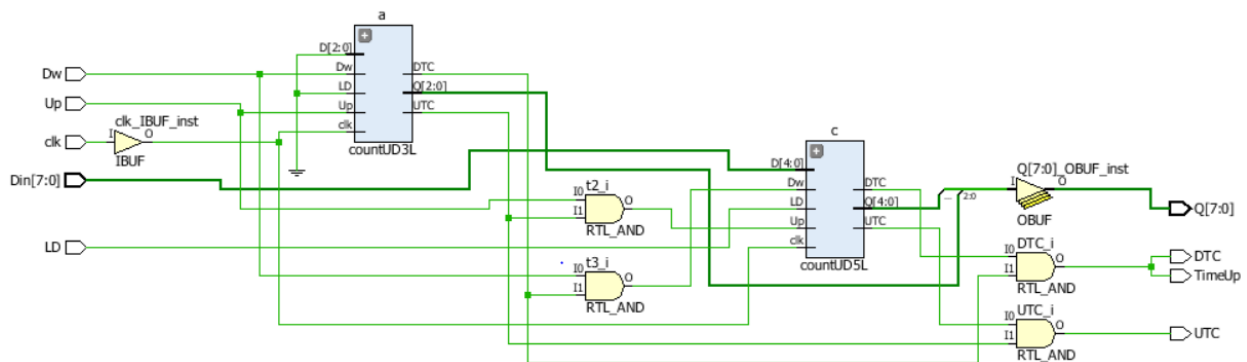 a
D[2:0]
Dw
LD
Up
clk
DTC
Q[2:0]
UTC
countUD3L
Dw
Up
clk
clk_IBUF_inst
I
O
IBUF
Din[7:0]
LD
t2_i
I0
I1
O
RTL_AND
t3_i
I0
I1
O
RTL_AND
c
D[4:0]
Dw
LD
Up
clk
DTC
Q[4:0]
UTC
countUD5L
... 2:0
Q[7:0]_OBUF_inst
I
O
OBUF
Q[7:0]
DTC_i
I0
I1
O
RTL_AND
DTC
TimeUp
UTC_i
I0
I1
O
RTL_AND
UTC